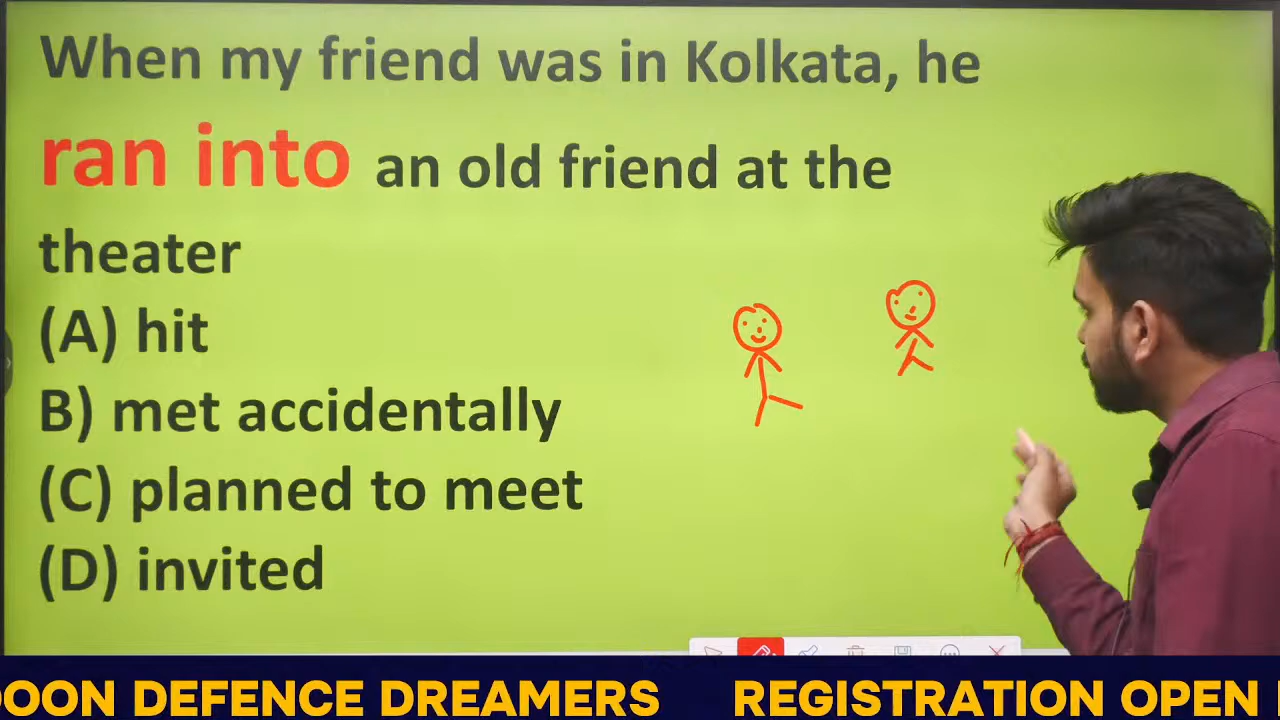 When my friend was in Kolkata, he
ran into an old friend at the
theater
(A) hit
B) met accidentally
(C) planned to meet
(D) invited
DOON DEFENCE DREAMERS REGISTRATION OPEN